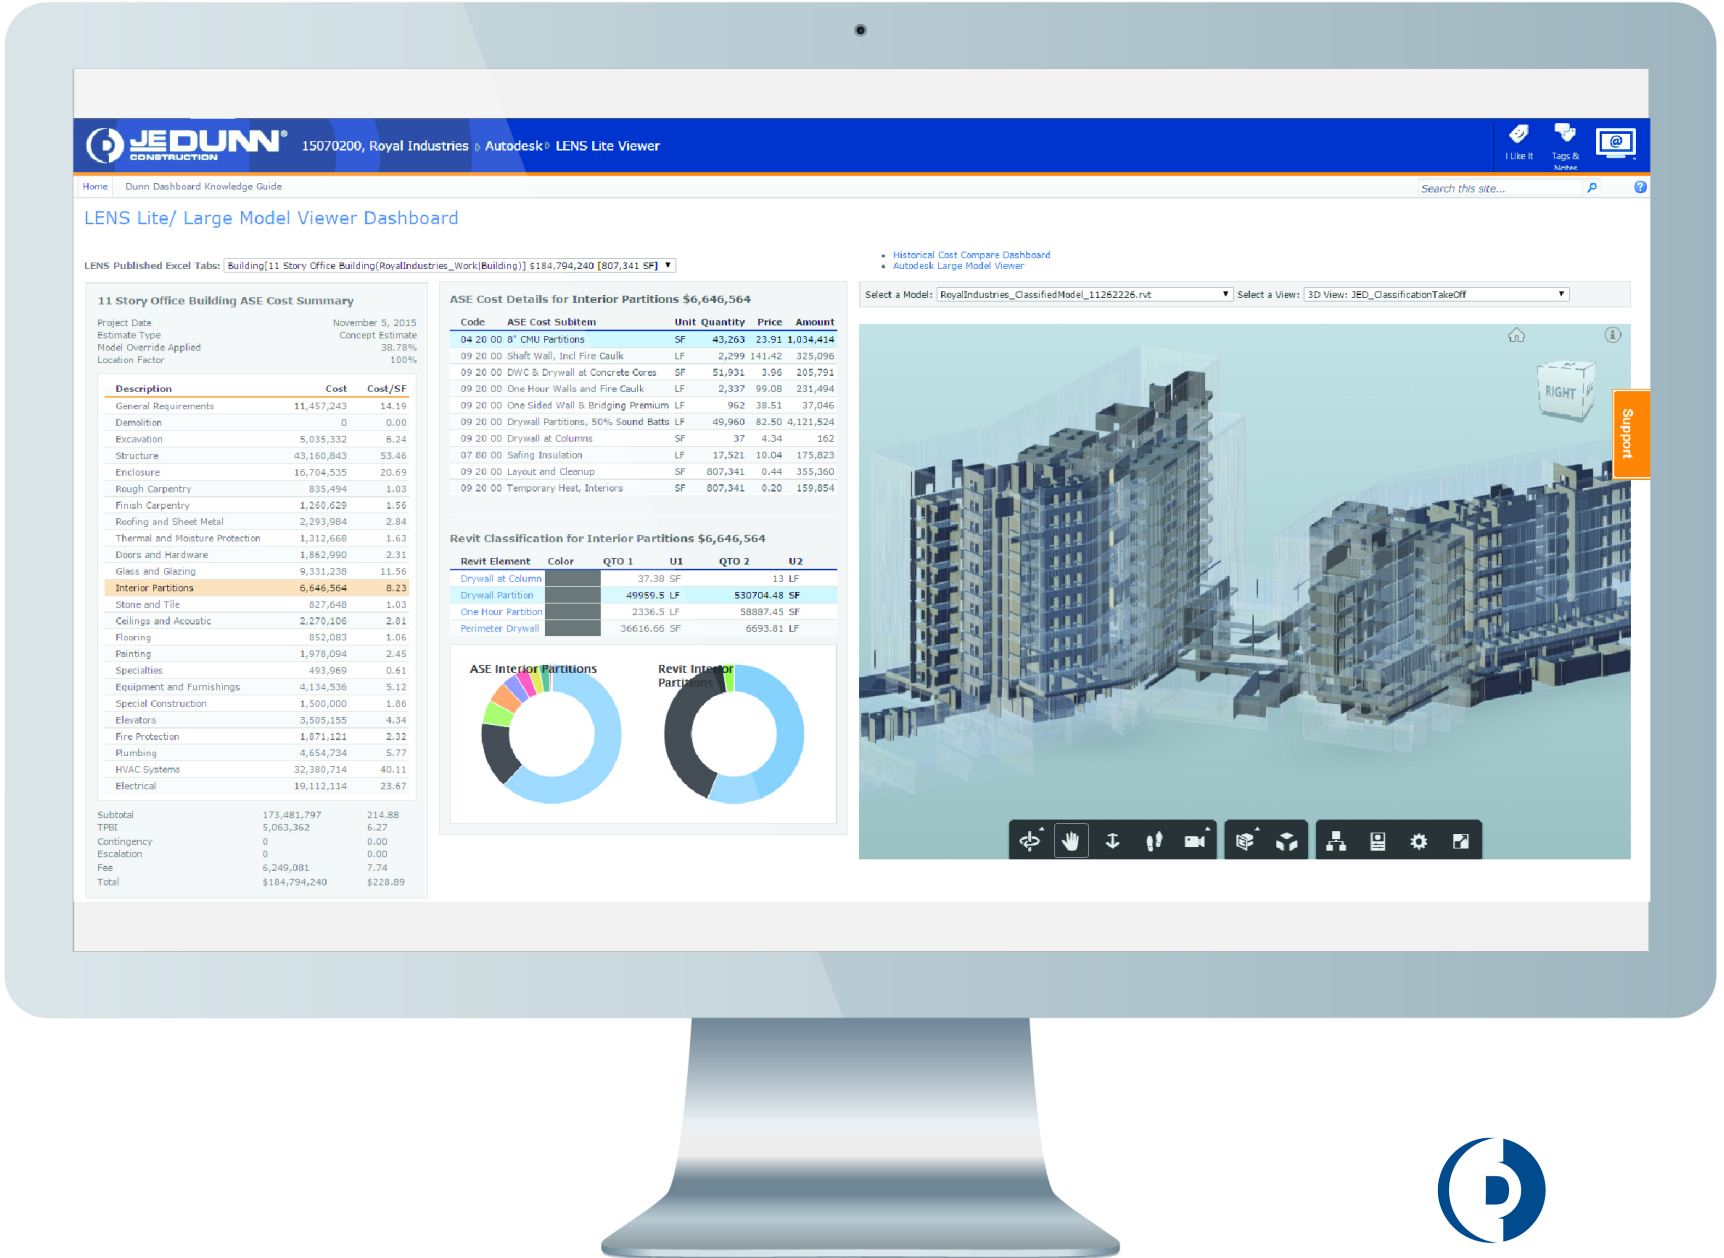 JEDUNN®
CONSTRUCTION
15070200, Royal Industries ▷ Autodesk ▷ LENS Lite Viewer
I Like It
Tags & Notes
Home Dunn Dashboard Knowledge Guide
Search this site...
LENS Lite/ Large Model Viewer Dashboard
LENS Published Excel Tabs: Building[11 Story Office Building(RoyalIndustries_Work|Building)] $184,794,240 [807,341 SF]
Historical Cost Compare Dashboard
Autodesk Large Model Viewer
11 Story Office Building ASE Cost Summary
Project Date November 5, 2015
Estimate Type Concept Estimate
Model Override Applied 38.78%
Location Factor 100%
Description Cost Cost/SF
General Requirements 11,457,243 14.19
Demolition 0 0.00
Excavation 5,035,332 6.24
Structure 43,160,843 53.46
Enclosure 16,704,535 20.69
Rough Carpentry 835,494 1.03
Finish Carpentry 1,260,629 1.56
Roofing and Sheet Metal 2,293,984 2.84
Thermal and Moisture Protection 1,312,668 1.63
Doors and Hardware 1,862,990 2.31
Glass and Glazing 9,331,238 11.56
Interior Partitions 6,646,564 8.23
Stone and Tile 827,648 1.03
Ceilings and Acoustic 2,270,106 2.81
Flooring 852,083 1.06
Painting 1,978,094 2.45
Specialties 493,969 0.61
Equipment and Furnishings 4,134,536 5.12
Special Construction 1,500,000 1.86
Elevators 3,505,155 4.34
Fire Protection 1,871,121 2.32
Plumbing 4,654,734 5.77
HVAC Systems 32,380,714 40.11
Electrical 19,112,114 23.67
Subtotal 173,481,797 214.88
TPBI 5,063,362 6.27
Contingency 0 0.00
Escalation 0 0.00
Fee 6,249,081 7.74
Total $184,794,240 $228.89
ASE Cost Details for Interior Partitions $6,646,564
Code ASE Cost Subitem Unit Quantity Price Amount
04 20 00 8" CMU Partitions SF 43,263 23.91 1,034,414
09 20 00 Shaft Wall, Incl Fire Caulk LF 2,299 141.42 325,096
09 20 00 DWC & Drywall at Concrete Cores SF 51,931 3.96 205,791
09 20 00 One Hour Walls and Fire Caulk LF 2,337 99.08 231,494
09 20 00 One Sided Wall & Bridging Premium LF 962 38.51 37,046
09 20 00 Drywall Partitions, 50% Sound Batts LF 49,960 82.50 4,121,524
09 20 00 Drywall at Columns SF 37 4.34 162
07 80 00 Safing Insulation LF 17,521 10.04 175,823
09 20 00 Layout and Cleanup SF 807,341 0.44 355,360
09 20 00 Temporary Heat, Interiors SF 807,341 0.20 159,854
Revit Classification for Interior Partitions $6,646,564
Revit Element Color QTO 1 U1 QTO 2 U2
Drywall at Column 37.38 SF 13 LF
Drywall Partition 49959.5 LF 530704.48 SF
One Hour Partition 2336.5 LF 58887.45 SF
Perimeter Drywall 36616.66 SF 6693.81 LF
ASE Interior Partitions
Revit Interior
Partitions
Select a Model: RoyalIndustries_ClassifiedModel_11262226.rvt Select a View: 3D View: JED_ClassificationTakeOff
RIGHT
Support
D